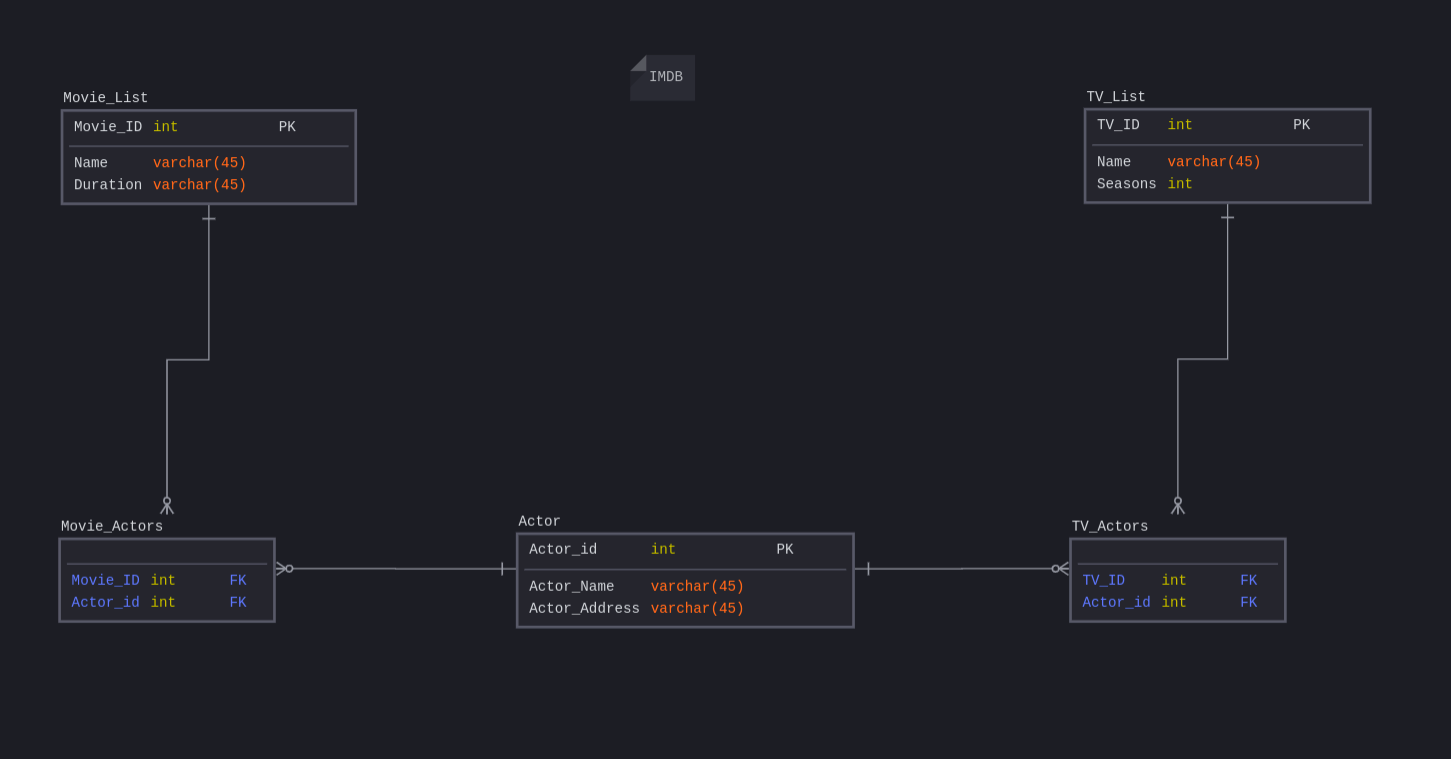 IMDB
Movie_List
Movie_ID int PK
Name varchar(45)
Duration varchar(45)
TV_List
TV_ID int PK
Name varchar(45)
Seasons int
Movie_Actors
Movie_ID int FK
Actor_id int FK
Actor
Actor_id int PK
Actor_Name varchar(45)
Actor_Address varchar(45)
TV_Actors
TV_ID int FK
Actor_id int FK